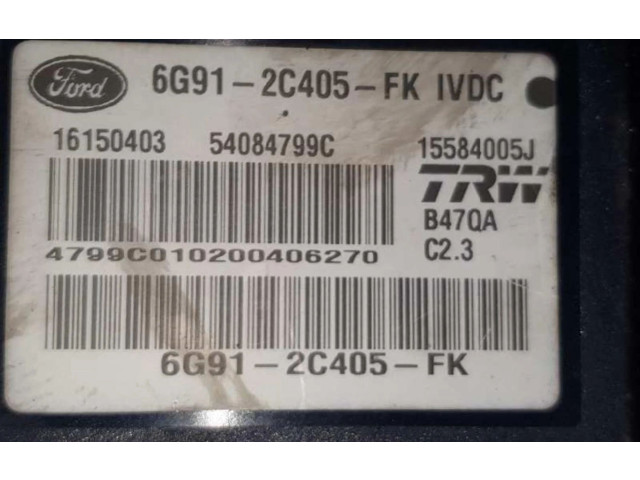 Ford 6G91-2C405-FK IVDC
16150403 54084799C 15584005J
TRW
B47QA
4799C010200406270 C2.3
6G91-2C405-FK